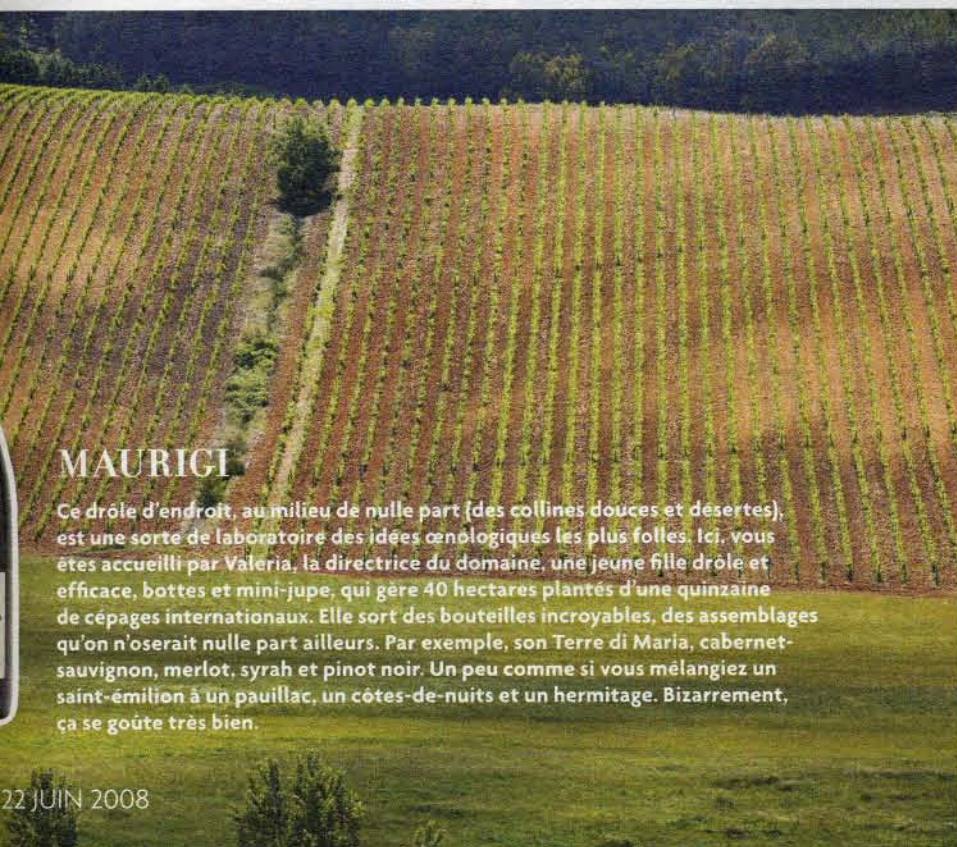 MAURIGI
Ce drôle d'endroit, au milieu de nulle part (des collines douces et désertes),
est une sorte de laboratoire des idées œnologiques les plus folles. Ici, vous
êtes accueilli par Valeria, la directrice du domaine, une jeune fille drôle et
efficace, bottes et mini-jupe, qui gère 40 hectares plantés d'une quinzaine
de cépages internationaux. Elle sort des bouteilles incroyables, des assemblages
qu'on n'oserait nulle part ailleurs. Par exemple, son Terre di Maria, cabernet-
sauvignon, merlot, syrah et pinot noir. Un peu comme si vous mélangiez un
saint-émilion à un pauillac, un côtes-de-nuits et un hermitage. Bizarrement,
ça se goûte très bien.
22 JUIN 2008